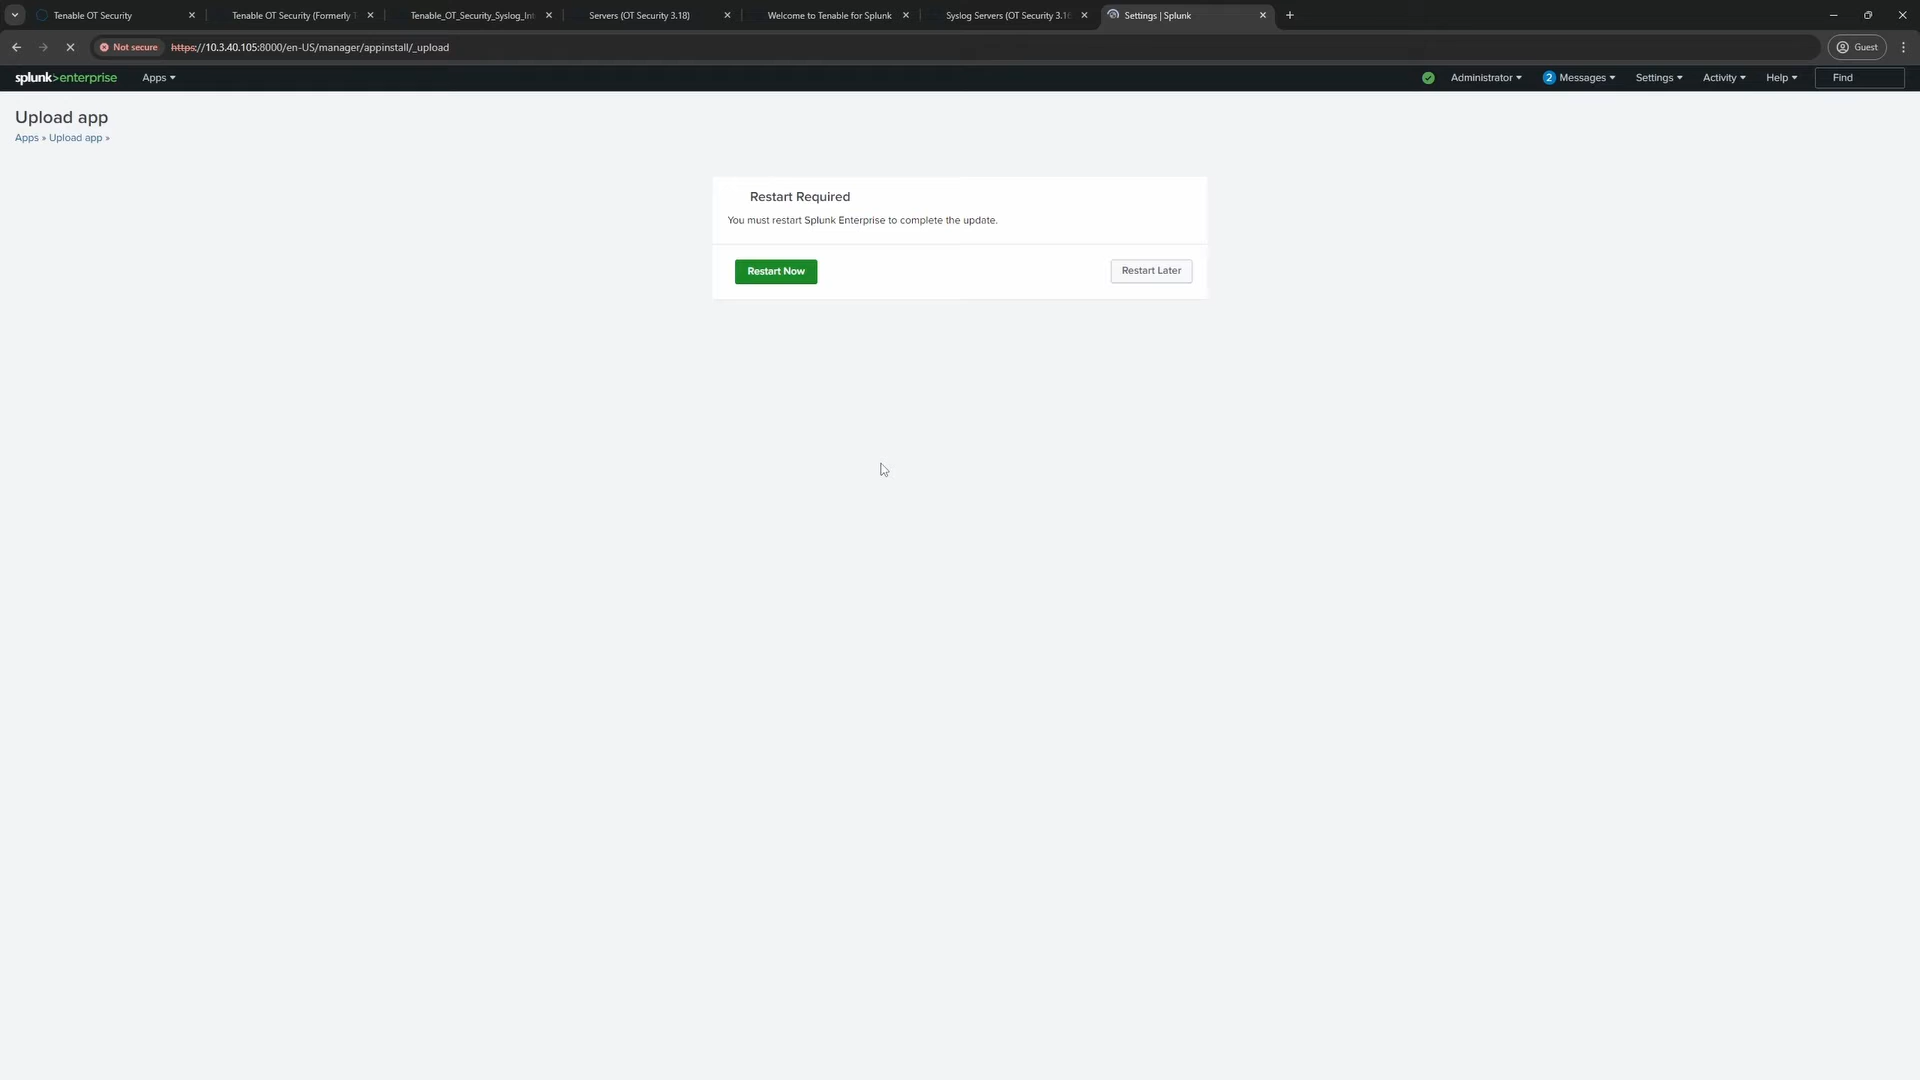 Tenable OT Security
Tenable OT Security (Formerly T
Tenable_OT_Security_Syslog_Int
Servers (OT Security 3.18)
Welcome to Tenable for Splunk
Syslog Servers (OT Security 3.16
Settings | Splunk
Not secure
https://10.3.40.105:8000/en-US/manager/appinstall/_upload
Guest
splunk>enterprise
Apps
Administrator
2 Messages
Settings
Activity
Help
Find
Upload app
Apps » Upload app »
Restart Required
You must restart Splunk Enterprise to complete the update.
Restart Now
Restart Later